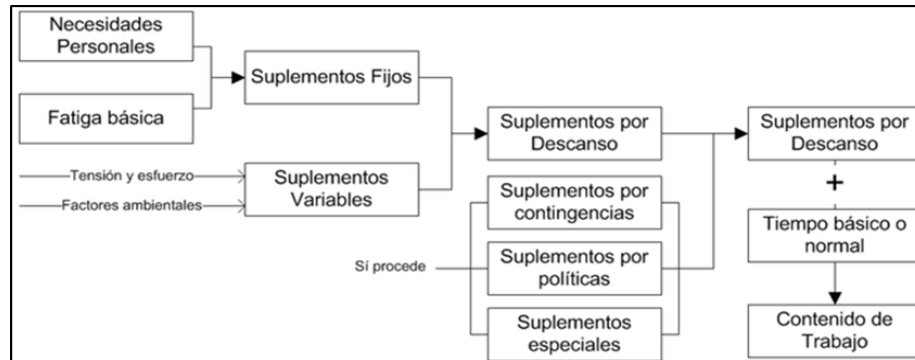 Necesidades
Personales
Fatiga básica
Tensión y esfuerzo
Factores ambientales
Suplementos Fijos
Suplementos
Variables
Sí procede
Suplementos por
Descanso
Suplementos por
contingencias
Suplementos por
políticas
Suplementos
especiales
Suplementos por
Descanso
+
Tiempo básico o
normal
Contenido de
Trabajo